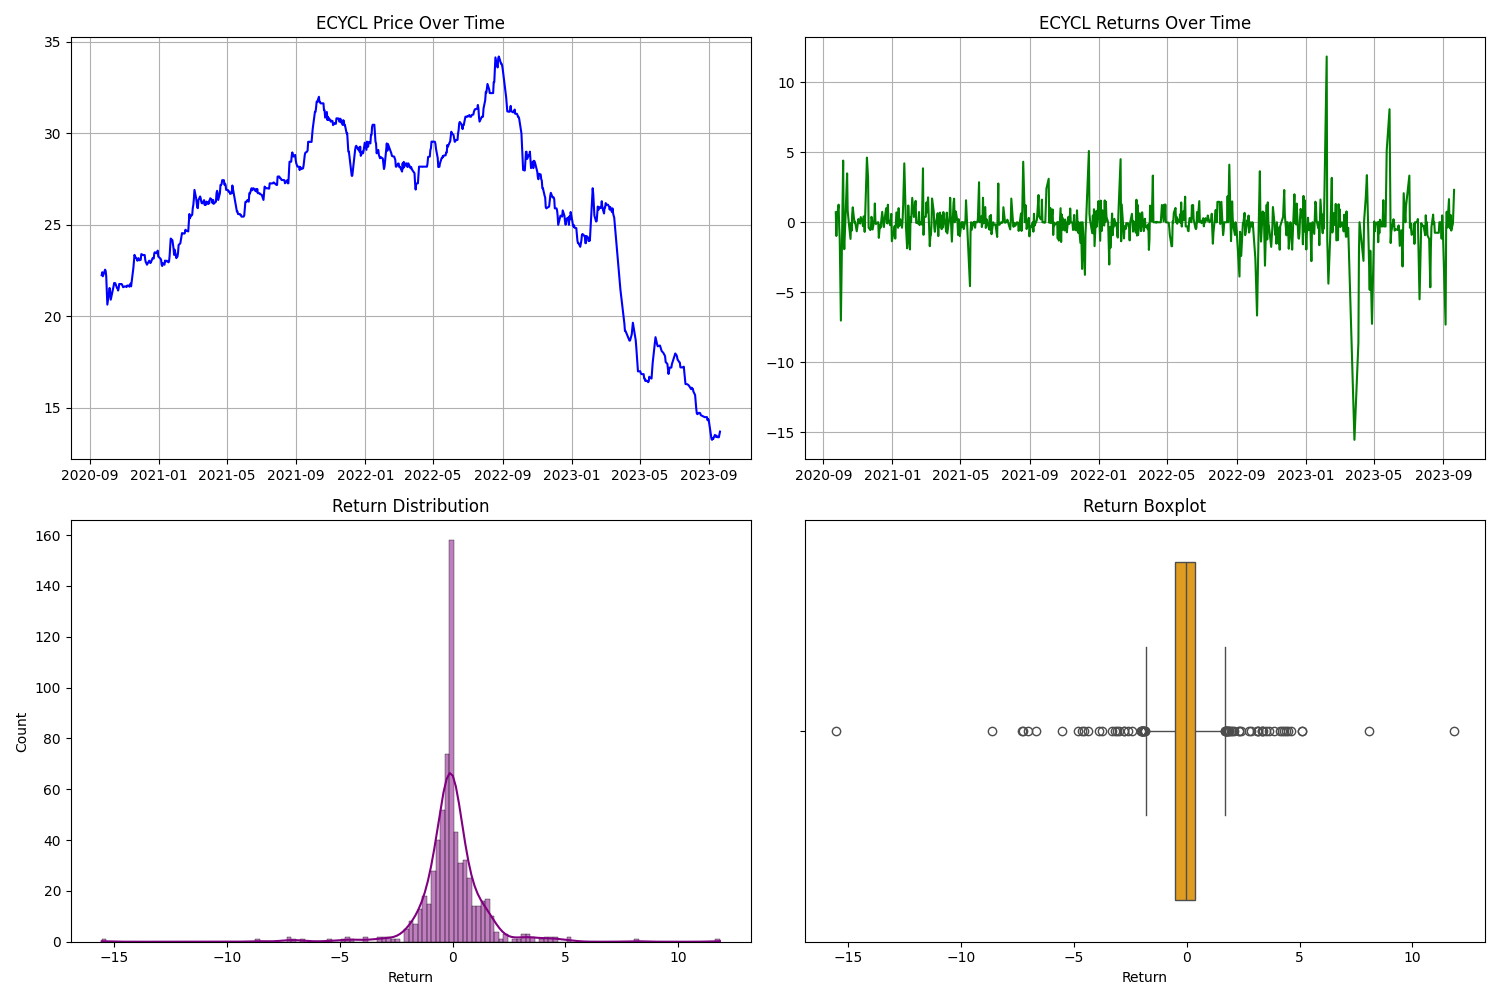 ECYCL Price Over Time
35
30
25
20
15
2020-09 2021-01 2021-05 2021-09 2022-01 2022-05 2022-09 2023-01 2023-05 2023-09
ECYCL Returns Over Time
10
5
0
−5
−10
−15
2020-09 2021-01 2021-05 2021-09 2022-01 2022-05 2022-09 2023-01 2023-05 2023-09
Return Distribution
Count
160
140
120
100
80
60
40
20
0
−15 −10 −5 0 5 10
Return
Return Boxplot
−15 −10 −5 0 5 10
Return